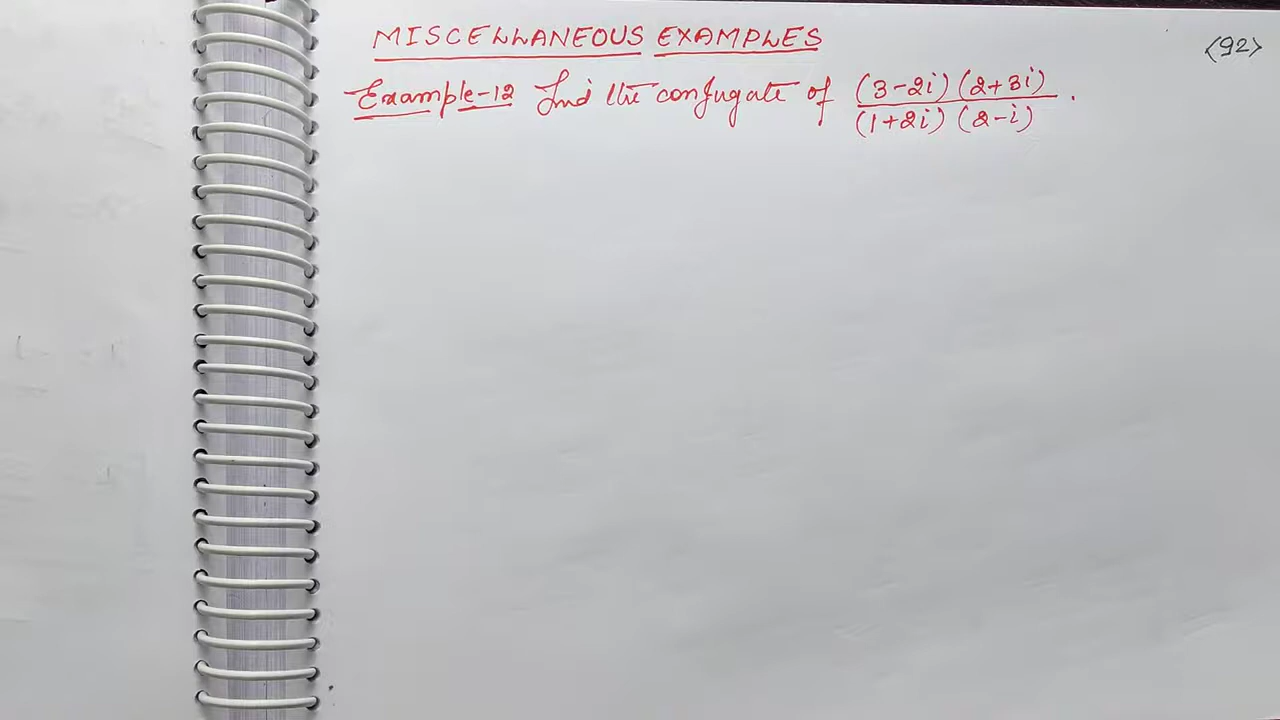 MISCELLANEOUS EXAMPLES
<92>
Example-12 Find the conjugate of (3-2i)(2+3i) / (1+2i)(2-i) .